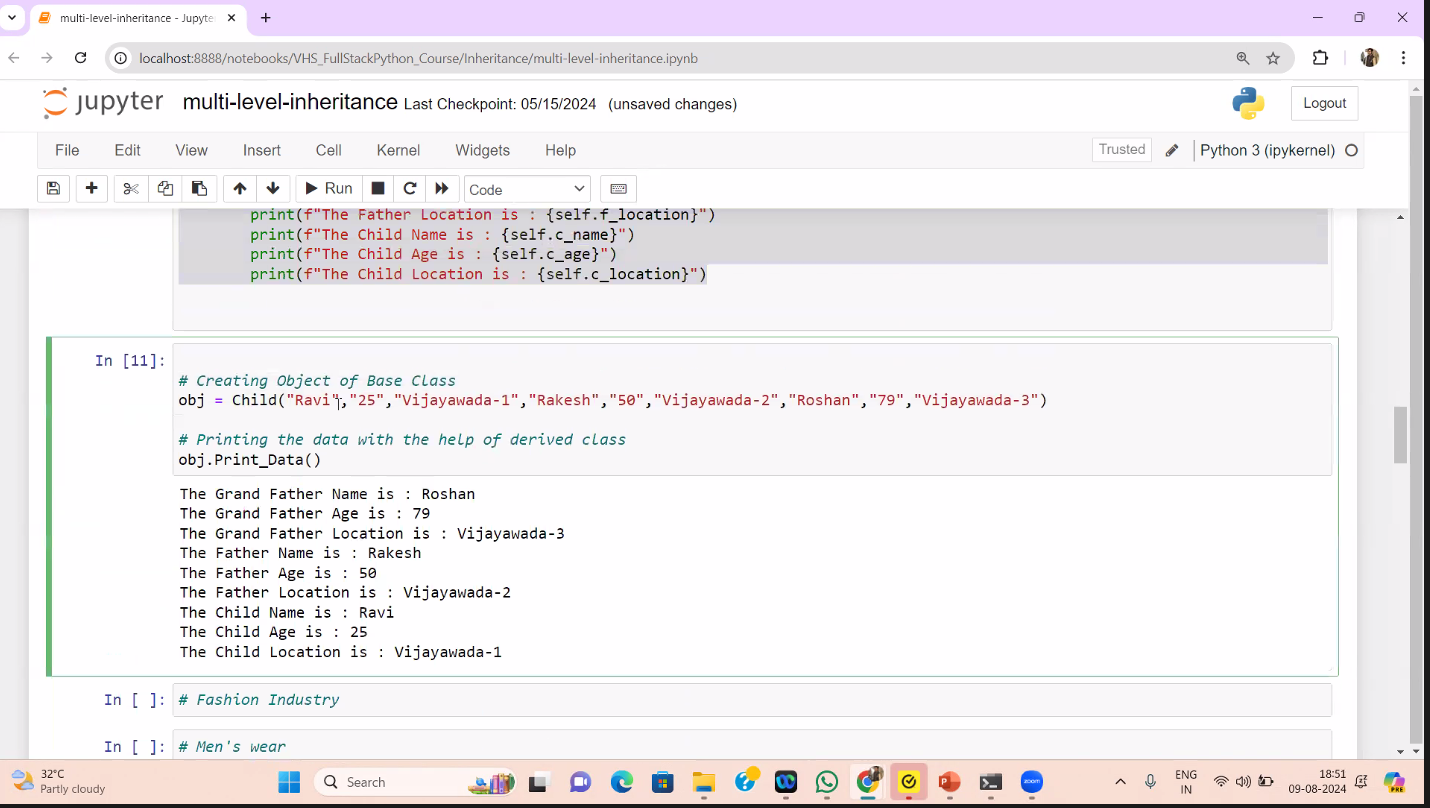 multi-level-inheritance - Jupyte
localhost:8888/notebooks/VHS_FullStackPython_Course/Inheritance/multi-level-inheritance.ipynb
jupyter multi-level-inheritance Last Checkpoint: 05/15/2024 (unsaved changes) Logout
File Edit View Insert Cell Kernel Widgets Help Trusted Python 3 (ipykernel)
Run Code
print(f"The Father Location is : {self.f_location}")
print(f"The Child Name is : {self.c_name}")
print(f"The Child Age is : {self.c_age}")
print(f"The Child Location is : {self.c_location}")
In [11]:
# Creating Object of Base Class
obj = Child("Ravi","25","Vijayawada-1","Rakesh","50","Vijayawada-2","Roshan","79","Vijayawada-3")
# Printing the data with the help of derived class
obj.Print_Data()
The Grand Father Name is : Roshan
The Grand Father Age is : 79
The Grand Father Location is : Vijayawada-3
The Father Name is : Rakesh
The Father Age is : 50
The Father Location is : Vijayawada-2
The Child Name is : Ravi
The Child Age is : 25
The Child Location is : Vijayawada-1
In [ ]: # Fashion Industry
In [ ]: # Men's wear
32°C
Partly cloudy
Search
zoom
ENG
IN
18:51
09-08-2024
PRE